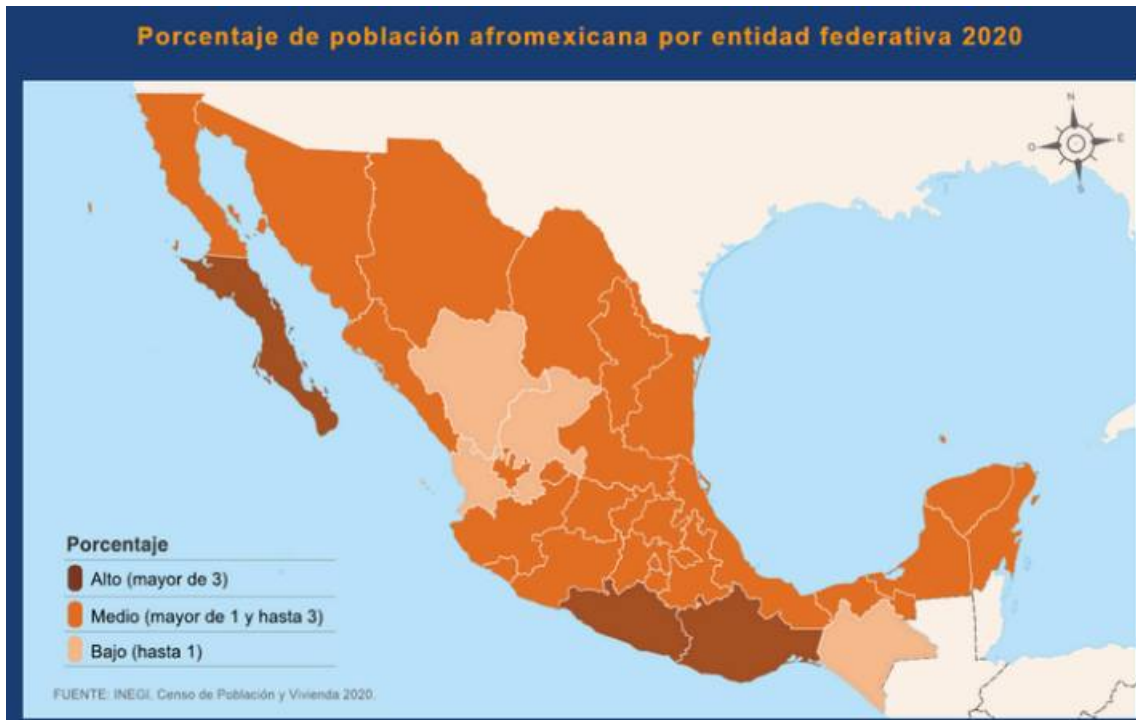 Porcentaje de población afromexicana por entidad federativa 2020
N
O
E
S
Porcentaje
Alto (mayor de 3)
Medio (mayor de 1 y hasta 3)
Bajo (hasta 1)
FUENTE: INEGI. Censo de Población y Vivienda 2020.